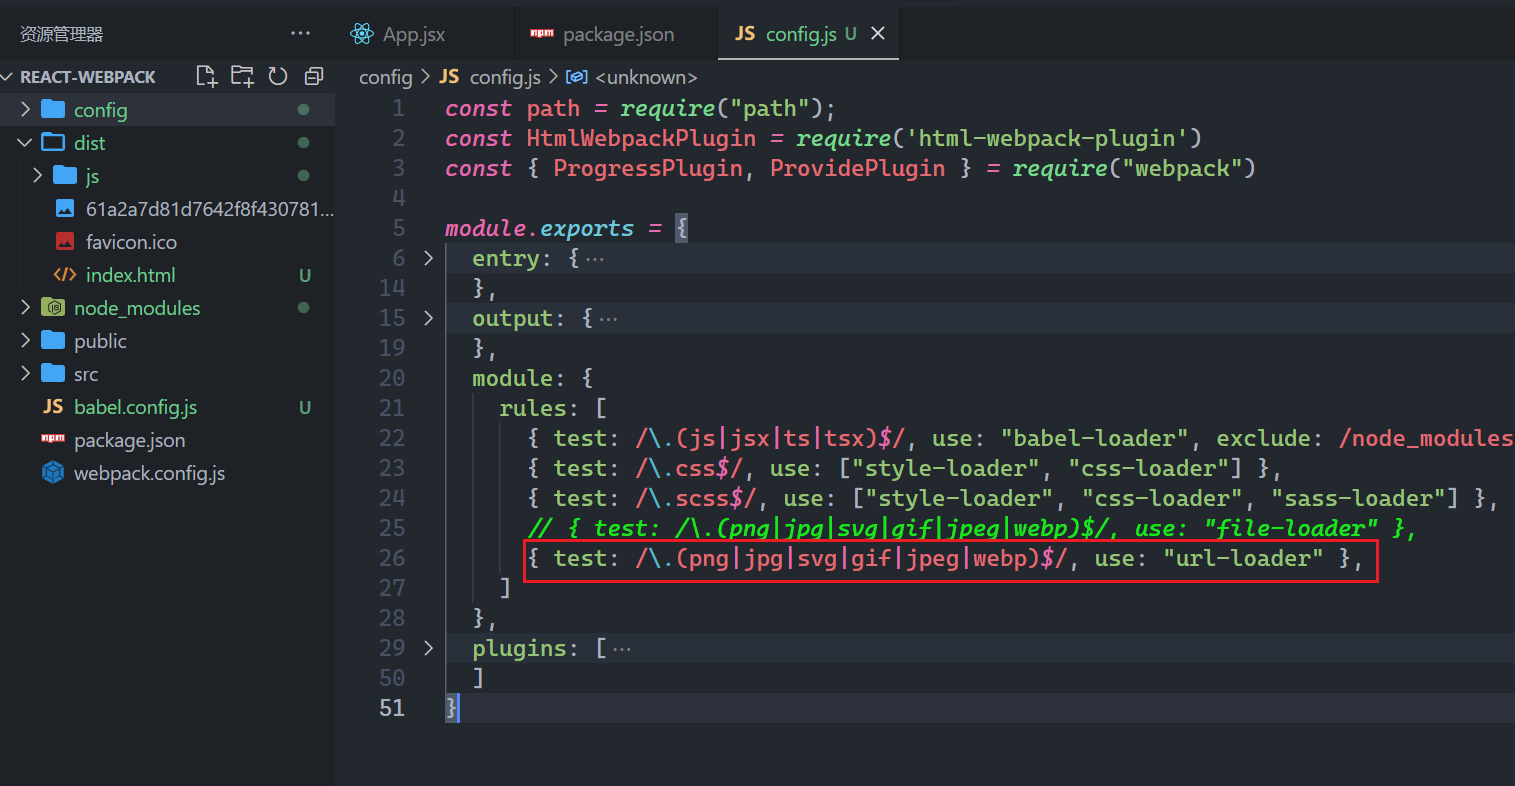 资源管理器 ···
App.jsx
package.json
JS config.js U
REACT-WEBPACK
config
dist
js
61a2a7d81d7642f8f430781...
favicon.ico
index.html U
node_modules
public
src
JS babel.config.js U
package.json
webpack.config.js
config > JS config.js > <unknown>
1 const path = require("path");
2 const HtmlWebpackPlugin = require('html-webpack-plugin')
3 const { ProgressPlugin, ProvidePlugin } = require("webpack")
4
5 module.exports = {
6 entry: {···
14 },
15 output: {···
19 },
20 module: {
21 rules: [
22 { test: /\.(js|jsx|ts|tsx)$/, use: "babel-loader", exclude: /node_modules
23 { test: /\.css$/, use: ["style-loader", "css-loader"] },
24 { test: /\.scss$/, use: ["style-loader", "css-loader", "sass-loader"] },
25 // { test: /\.(png|jpg|svg|gif|jpeg|webp)$/, use: "file-loader" },
26 { test: /\.(png|jpg|svg|gif|jpeg|webp)$/, use: "url-loader" },
27 ]
28 },
29 plugins: [···
50 ]
51 }